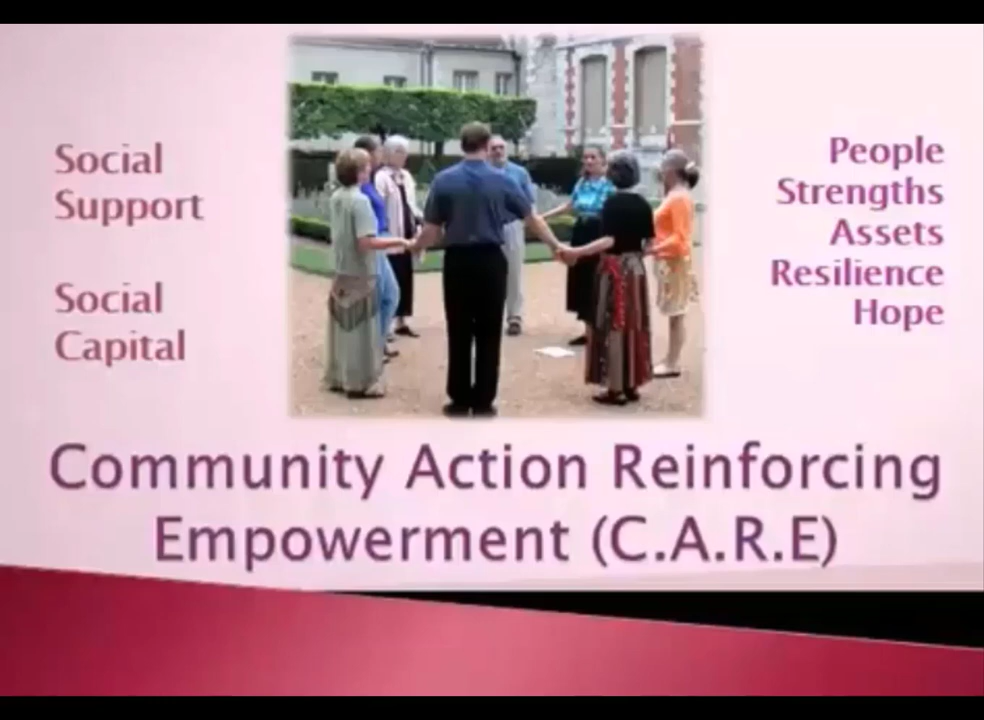 Social
Support
Social
Capital
People
Strengths
Assets
Resilience
Hope
Community Action Reinforcing
Empowerment (C.A.R.E)